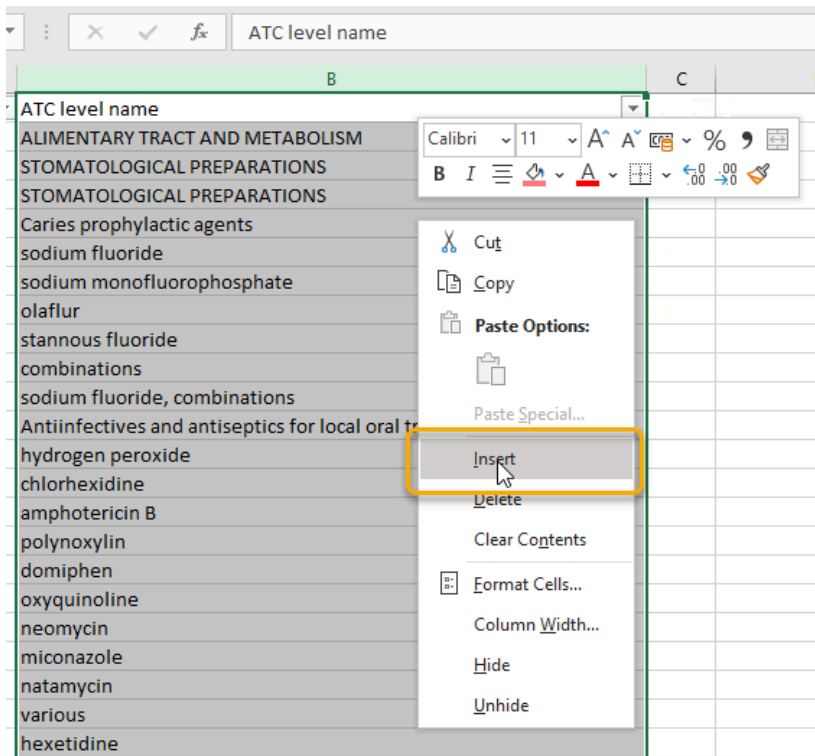 fx ATC level name
B C
ATC level name
ALIMENTARY TRACT AND METABOLISM
STOMATOLOGICAL PREPARATIONS
STOMATOLOGICAL PREPARATIONS
Caries prophylactic agents
sodium fluoride
sodium monofluorophosphate
olaflur
stannous fluoride
combinations
sodium fluoride, combinations
Antiinfectives and antiseptics for local oral tr
hydrogen peroxide
chlorhexidine
amphotericin B
polynoxylin
domiphen
oxyquinoline
neomycin
miconazole
natamycin
various
hexetidine
Calibri 11 A^ A˅ % 9
B I A .00 .00
Cut
Copy
Paste Options:
Paste Special...
Insert
Delete
Clear Contents
Format Cells...
Column Width...
Hide
Unhide